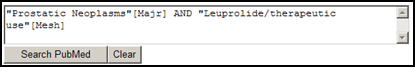 "Prostatic Neoplasms"[Majr] AND "Leuprolide/therapeutic
use"[Mesh]
Search PubMed Clear